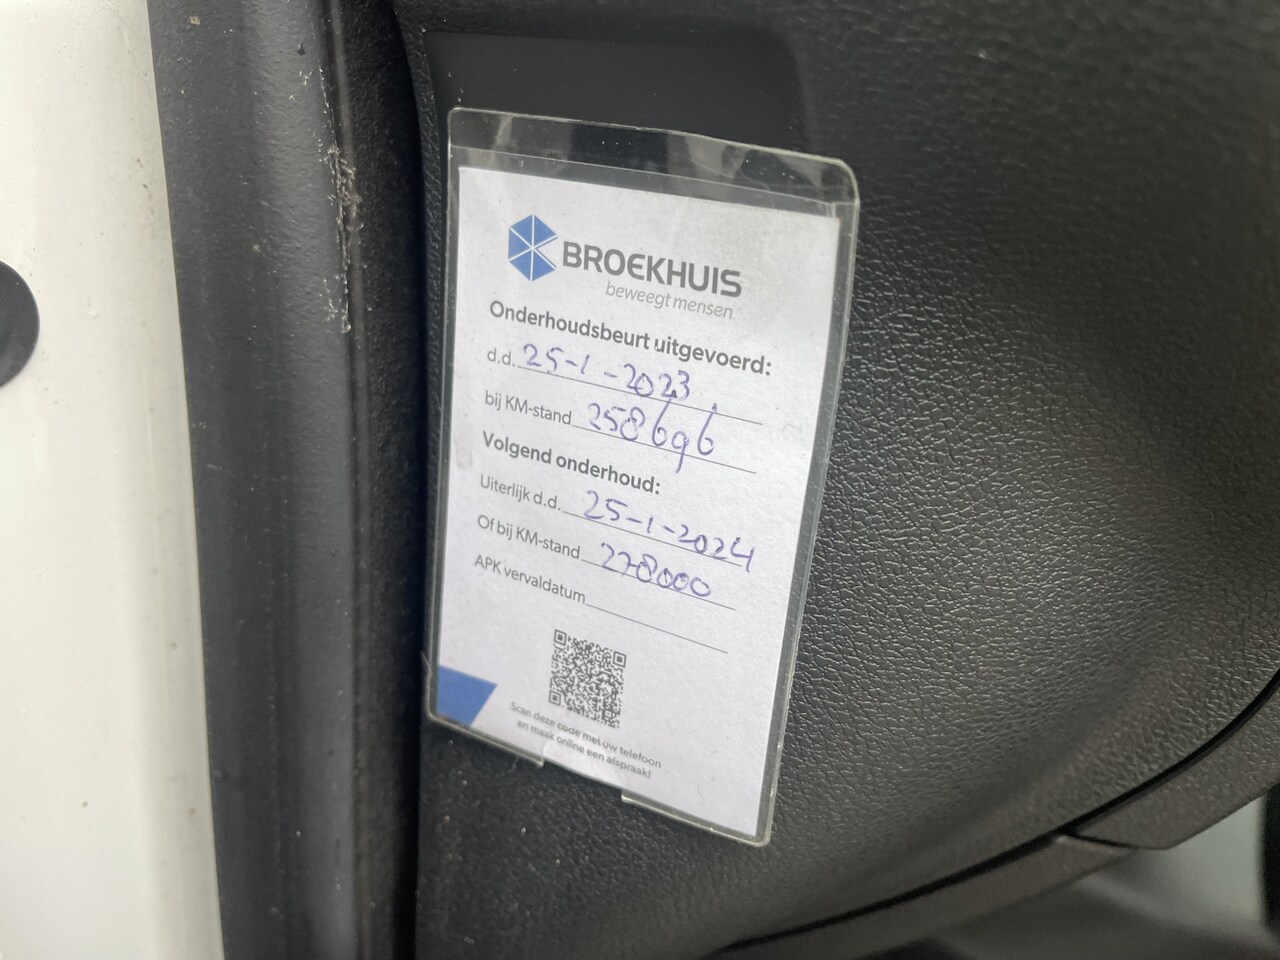 BROEKHUIS
beweegt mensen
Onderhoudsbeurt uitgevoerd:
d.d. 25-1-2023
bij KM-stand 258696
Volgend onderhoud:
Uiterlijk d.d. 25-1-2024
Of bij KM-stand 278000
APK vervaldatum
Scan deze code met uw telefoon
en maak online een afspraak!